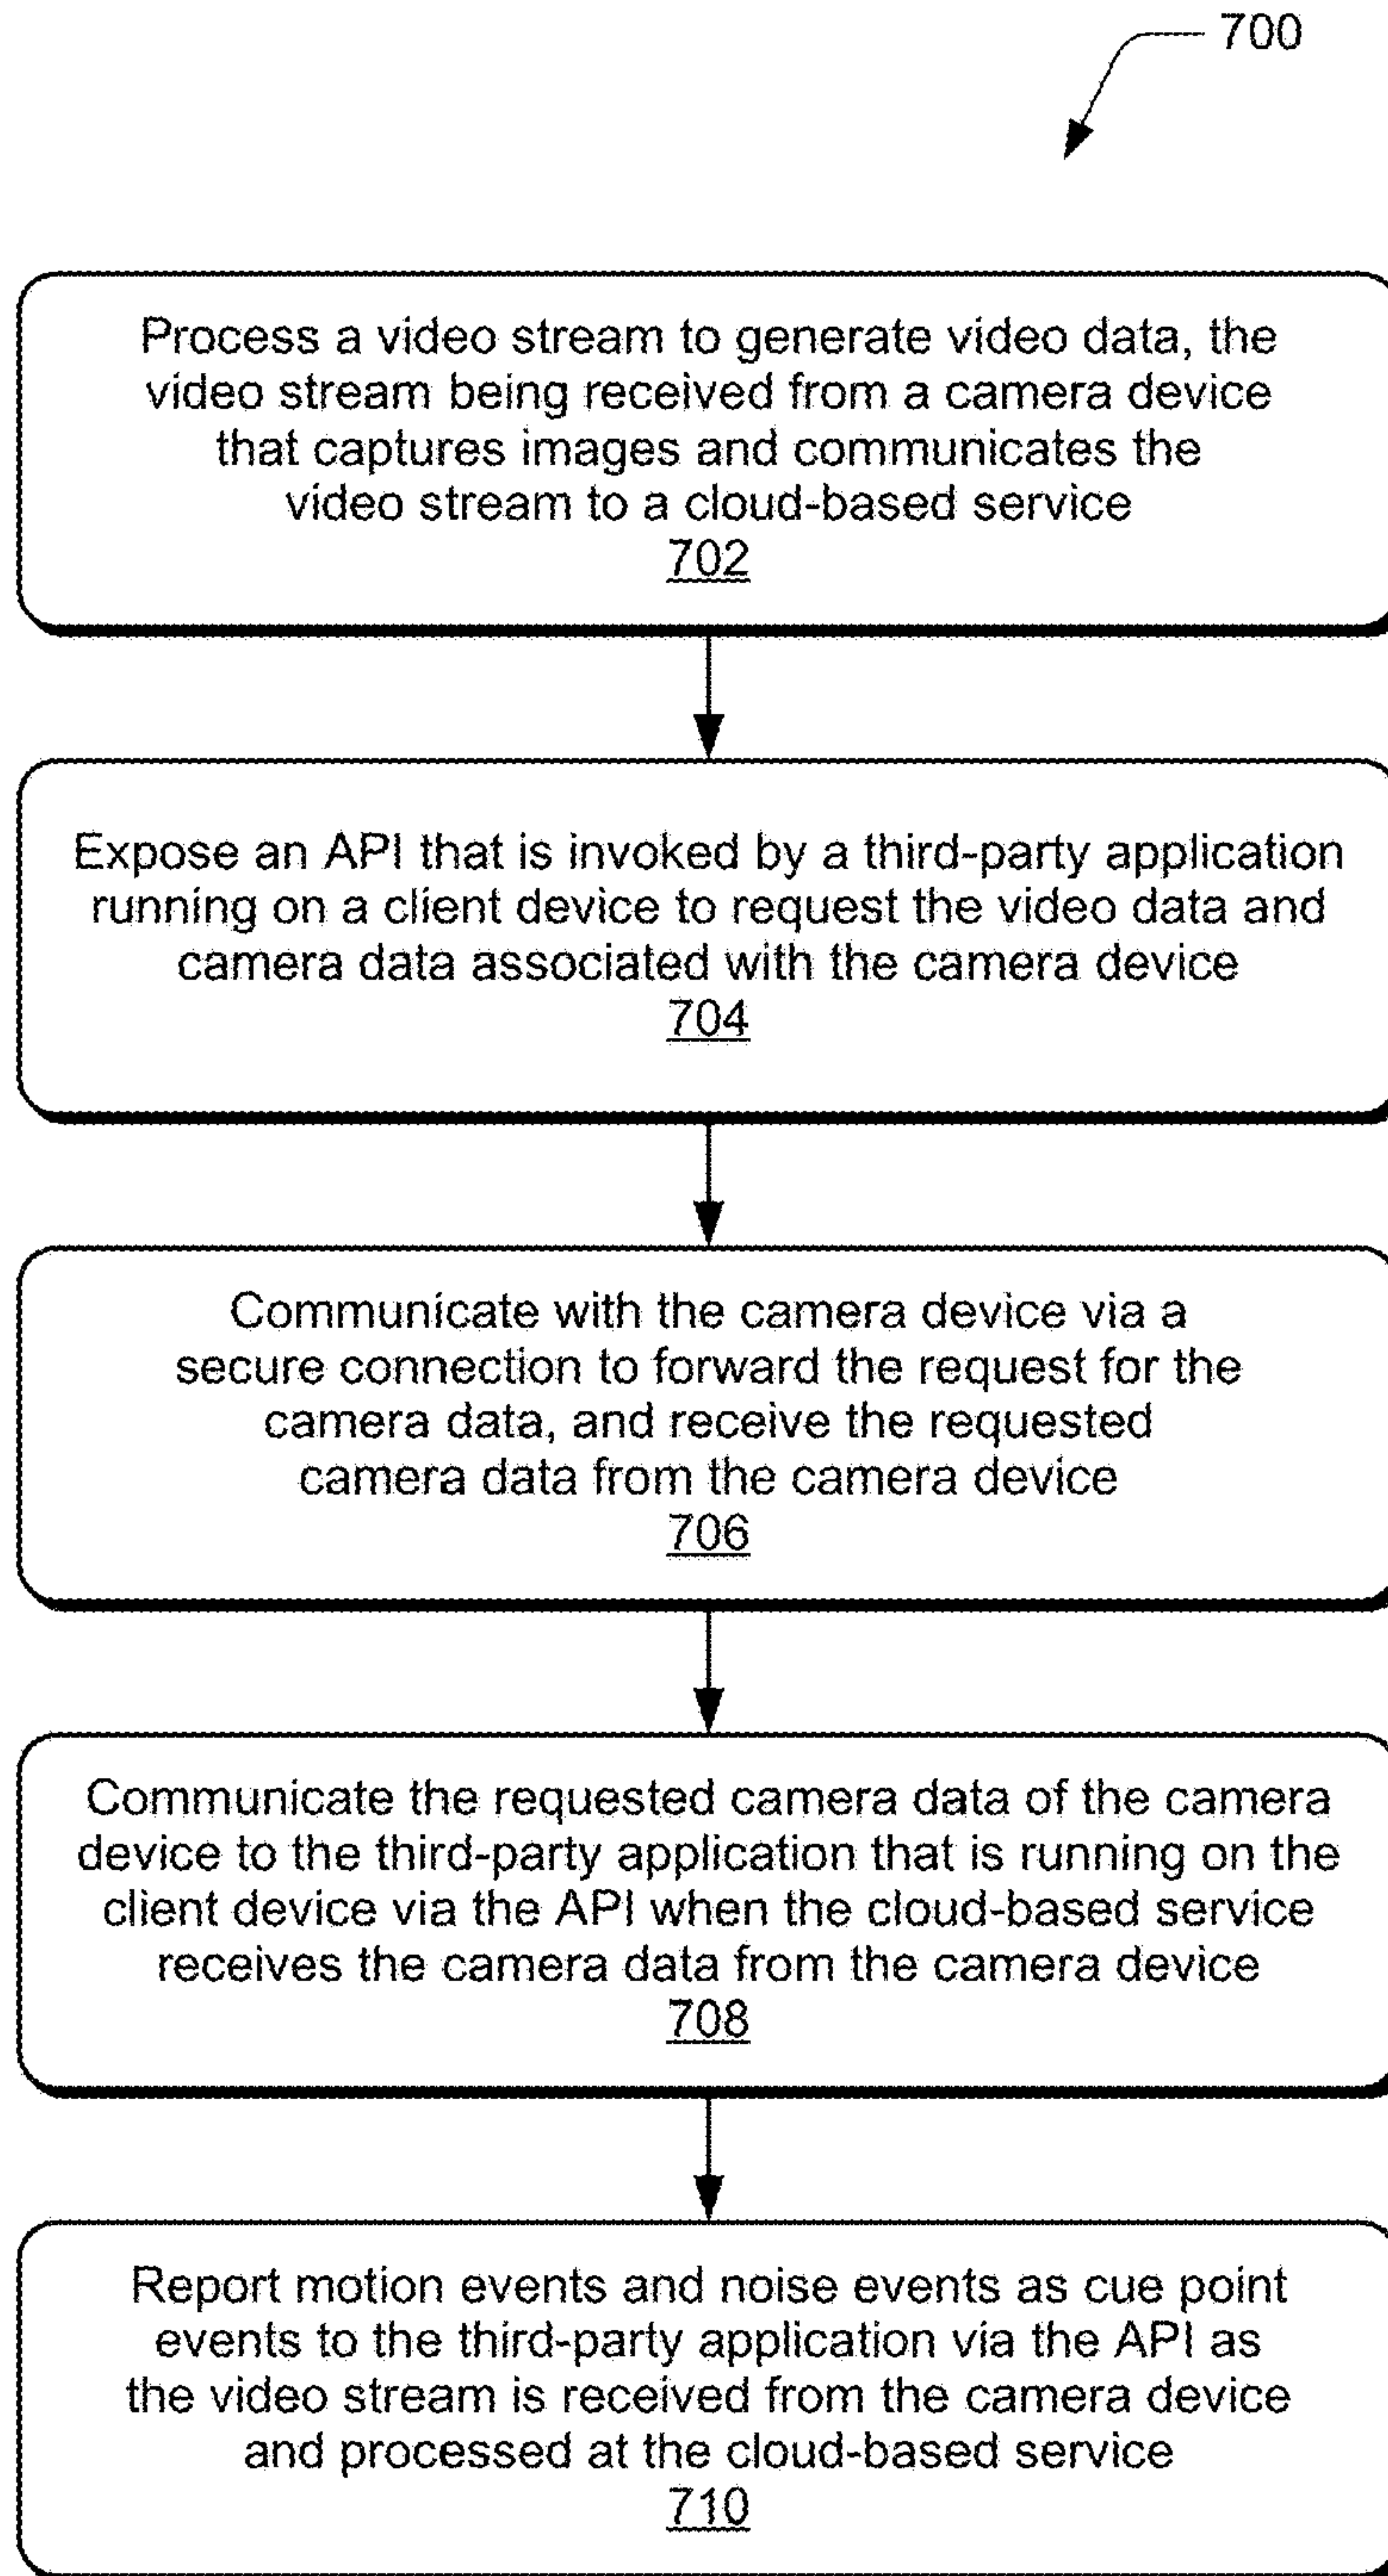 700
Process a video stream to generate video data, the
video stream being received from a camera device
that captures images and communicates the
video stream to a cloud-based service
702
Expose an API that is invoked by a third-party application
running on a client device to request the video data and
camera data associated with the camera device
704
Communicate with the camera device via a
secure connection to forward the request for the
camera data, and receive the requested
camera data from the camera device
706
Communicate the requested camera data of the camera
device to the third-party application that is running on the
client device via the API when the cloud-based service
receives the camera data from the camera device
708
Report motion events and noise events as cue point
events to the third-party application via the API as
the video stream is received from the camera device
and processed at the cloud-based service
710